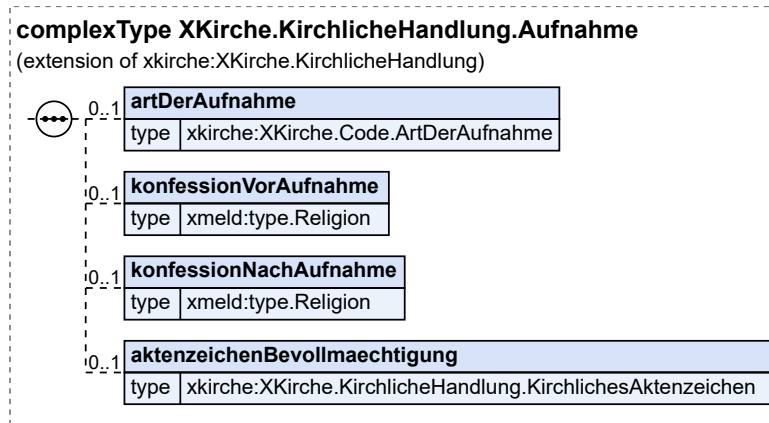 complexType XKirche.KirchlicheHandlung.Aufnahme
(extension of xkirche:XKirche.KirchlicheHandlung)
0..1 artDerAufnahme
type xkirche:XKirche.Code.ArtDerAufnahme
0..1 konfessionVorAufnahme
type xmeld:type.Religion
0..1 konfessionNachAufnahme
type xmeld:type.Religion
0..1 aktenzeichenBevollmaechtigung
type xkirche:XKirche.KirchlicheHandlung.KirchlichesAktenzeichen